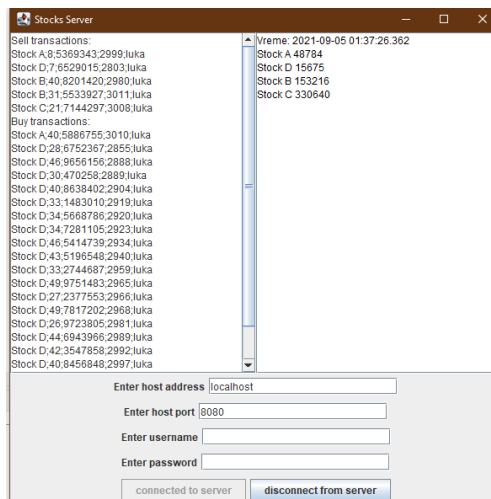 Stocks Server
Sell transactions:
Stock A;8;5369343;2999;luka
Stock D;7;6529015;2803;luka
Stock B;40;8201420;2980;luka
Stock B;31;5533927;3011;luka
Stock C;21;7144297;3008;luka
Buy transactions:
Stock A;40;5886755;3010;luka
Stock D;28;6752367;2855;luka
Stock D;46;9656156;2888;luka
Stock D;30;470258;2889;luka
Stock D;40;8638402;2904;luka
Stock D;33;1483010;2919;luka
Stock D;34;5668786;2920;luka
Stock D;34;7281105;2923;luka
Stock D;46;5414739;2934;luka
Stock D;43;5196548;2940;luka
Stock D;33;2744687;2959;luka
Stock D;49;9751483;2965;luka
Stock D;27;2377553;2966;luka
Stock D;49;7817202;2968;luka
Stock D;26;9723805;2981;luka
Stock D;44;6943966;2989;luka
Stock D;42;3547858;2992;luka
Stock D;40;8456848;2997;luka
Vreme: 2021-09-05 01:37:26.362
Stock A 48784
Stock D 15675
Stock B 153216
Stock C 330640
Enter host address localhost
Enter host port 8080
Enter username
Enter password
connected to server disconnect from server